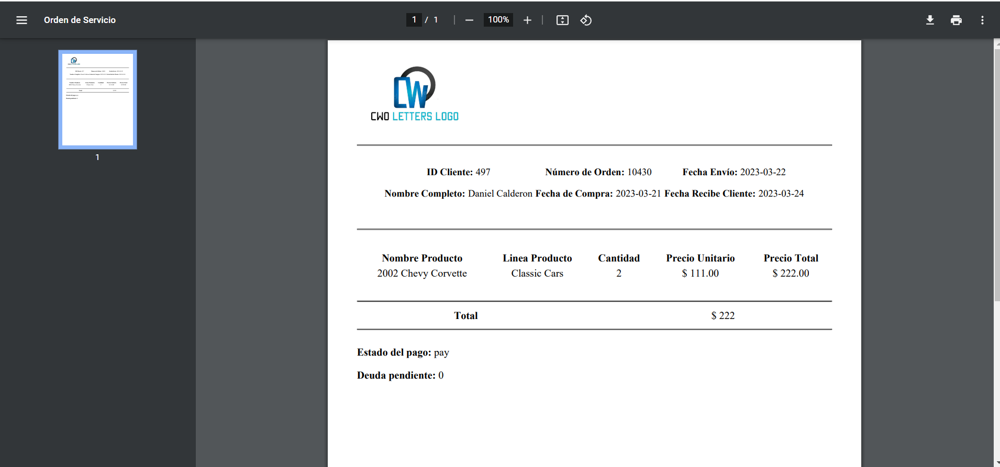 Orden de Servicio
1 / 1
100%
1
CW
CWO LETTERS LOGO
ID Cliente: 497 Número de Orden: 10430 Fecha Envío: 2023-03-22
Nombre Completo: Daniel Calderon Fecha de Compra: 2023-03-21 Fecha Recibe Cliente: 2023-03-24
Nombre Producto Linea Producto Cantidad Precio Unitario Precio Total
2002 Chevy Corvette Classic Cars 2 $ 111.00 $ 222.00
Total $ 222
Estado del pago: pay
Deuda pendiente: 0